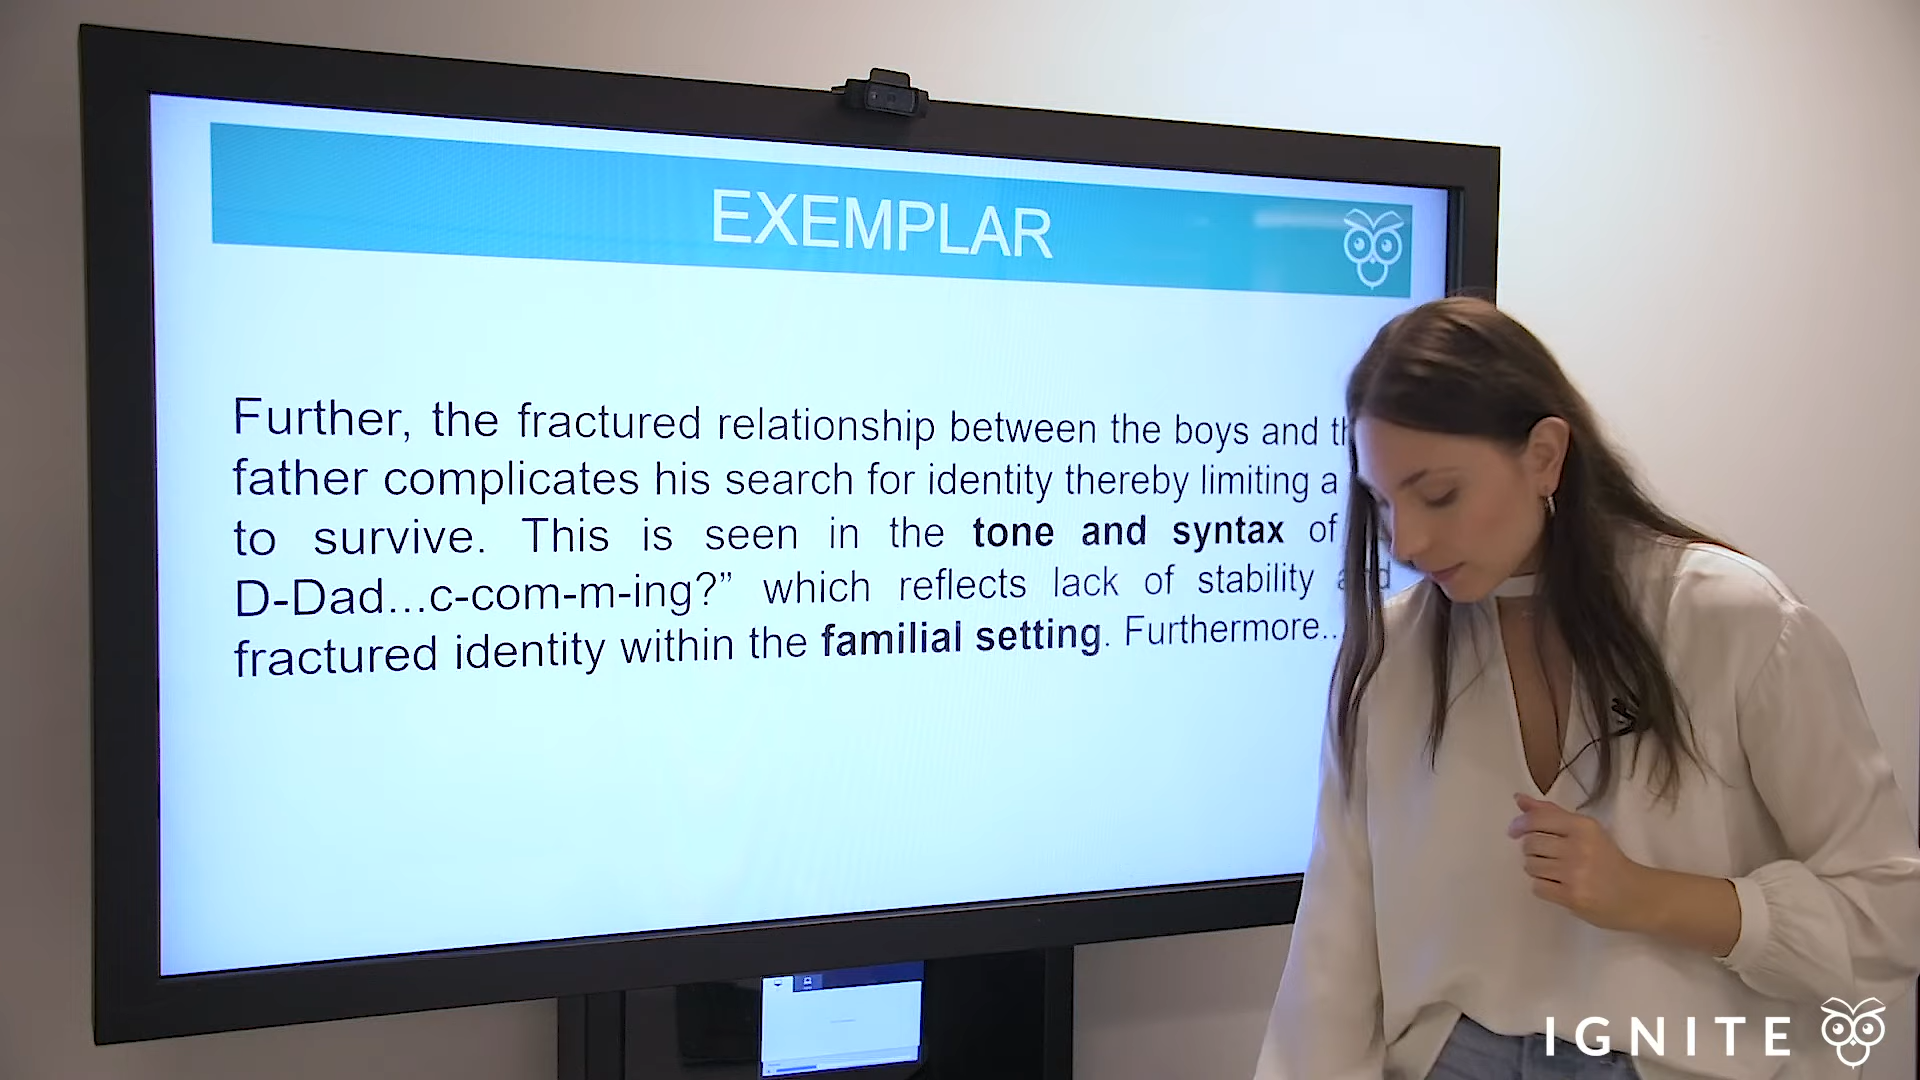 EXEMPLAR
Further, the fractured relationship between the boys and
father complicates his search for identity thereby limiting a
to survive. This is seen in the tone and syntax of
D-Dad...c-com-m-ing?” which reflects lack of stability and
fractured identity within the familial setting. Furthermore...
IGNITE